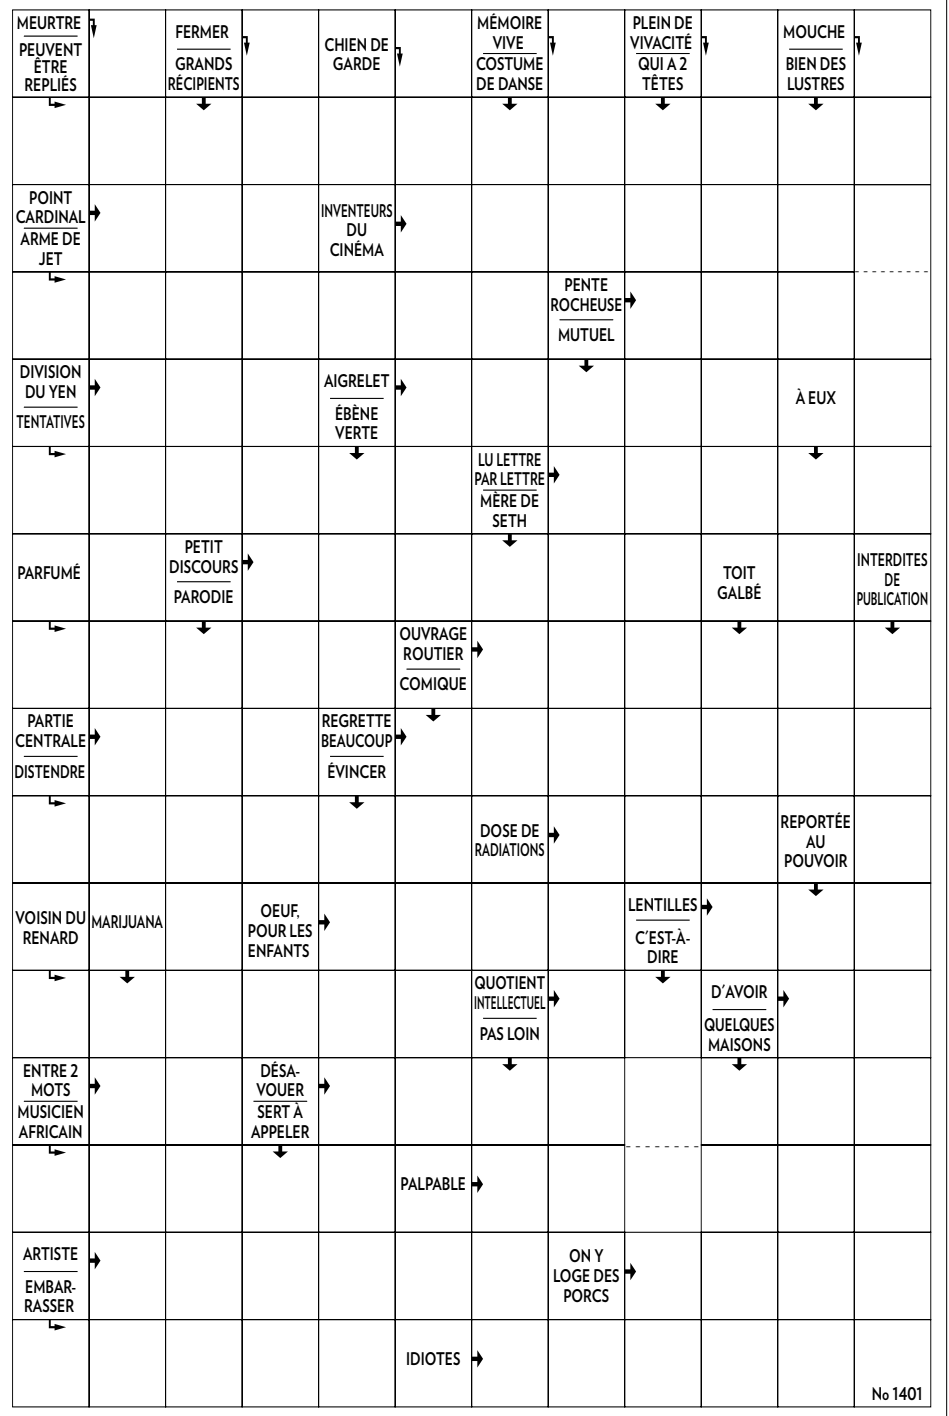 MEURTRE
PEUVENT
ÊTRE
REPLIÉS
FERMER
GRANDS
RÉCIPIENTS
CHIEN DE
GARDE
MÉMOIRE
VIVE
COSTUME
DE DANSE
PLEIN DE
VIVACITÉ
QUI A 2
TÊTES
MOUCHE
BIEN DES
LUSTRES
POINT
CARDINAL
ARME DE
JET
INVENTEURS
DU
CINÉMA
PENTE
ROCHEUSE
MUTUEL
DIVISION
DU YEN
TENTATIVES
AIGRELET
ÉBÈNE
VERTE
À EUX
LU LETTRE
PAR LETTRE
MÈRE DE
SETH
PARFUMÉ
PETIT
DISCOURS
PARODIE
TOIT
GALBÉ
INTERDITES
DE
PUBLICATION
OUVRAGE
ROUTIER
COMIQUE
PARTIE
CENTRALE
DISTENDRE
REGRETTE
BEAUCOUP
ÉVINCER
DOSE DE
RADIATIONS
REPORTÉE
AU
POUVOIR
VOISIN DU
RENARD
MARIJUANA
OEUF,
POUR LES
ENFANTS
LENTILLES
C'EST-À-
DIRE
QUOTIENT
INTELLECTUEL
PAS LOIN
D'AVOIR
QUELQUES
MAISONS
ENTRE 2
MOTS
MUSICIEN
AFRICAIN
DÉSA-
VOUER
SERT À
APPELER
PALPABLE
ARTISTE
EMBAR-
RASSER
ON Y
LOGE DES
PORCS
IDIOTES
No 1401